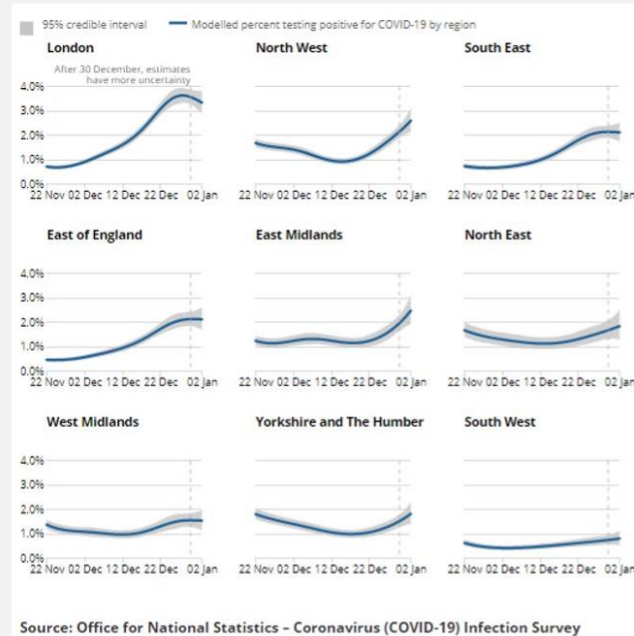 95% credible interval Modelled percent testing positive for COVID-19 by region
London North West South East
After 30 December, estimates
have more uncertainty
4.0%
3.0%
2.0%
1.0%
0.0%
22 Nov 02 Dec 12 Dec 22 Dec 02 Jan 22 Nov 02 Dec 12 Dec 22 Dec 02 Jan 22 Nov 02 Dec 12 Dec 22 Dec 02 Jan
East of England East Midlands North East
4.0%
3.0%
2.0%
1.0%
0.0%
22 Nov 02 Dec 12 Dec 22 Dec 02 Jan 22 Nov 02 Dec 12 Dec 22 Dec 02 Jan 22 Nov 02 Dec 12 Dec 22 Dec 02 Jan
West Midlands Yorkshire and The Humber South West
4.0%
3.0%
2.0%
1.0%
0.0%
22 Nov 02 Dec 12 Dec 22 Dec 02 Jan 22 Nov 02 Dec 12 Dec 22 Dec 02 Jan 22 Nov 02 Dec 12 Dec 22 Dec 02 Jan
Source: Office for National Statistics – Coronavirus (COVID-19) Infection Survey